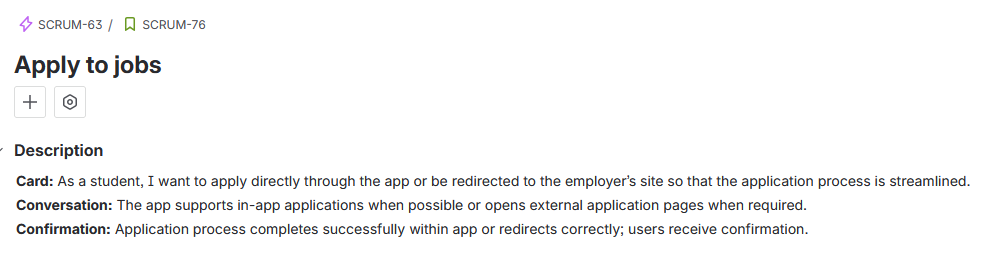 SCRUM-63 / SCRUM-76
Apply to jobs
Description
Card: As a student, I want to apply directly through the app or be redirected to the employer's site so that the application process is streamlined.
Conversation: The app supports in-app applications when possible or opens external application pages when required.
Confirmation: Application process completes successfully within app or redirects correctly; users receive confirmation.